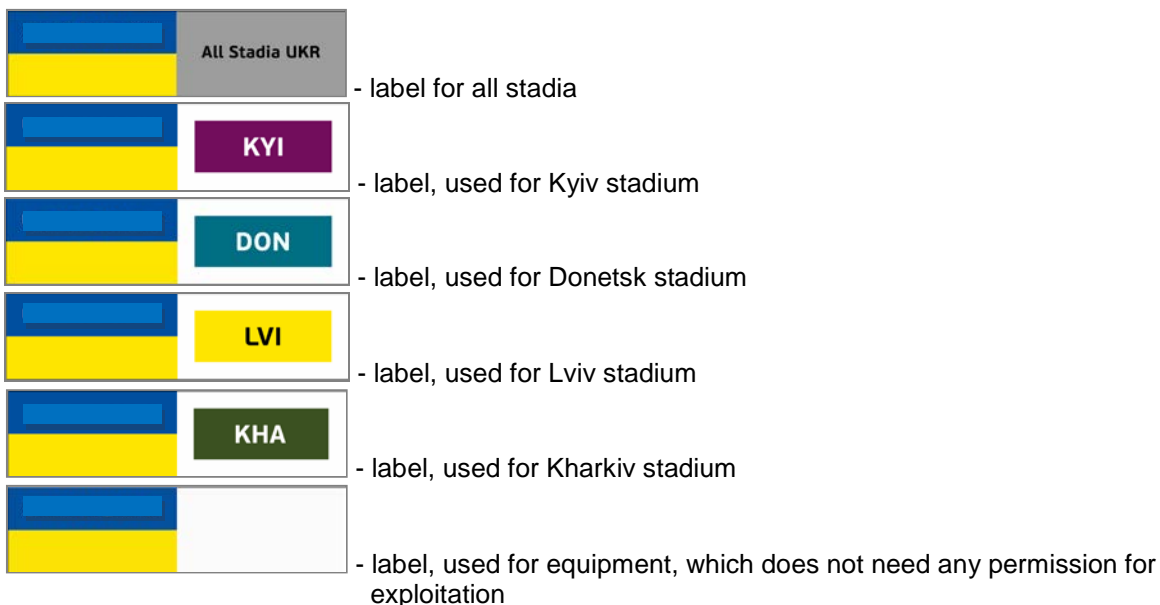 All Stadia UKR
- label for all stadia
KYI
- label, used for Kyiv stadium
DON
- label, used for Donetsk stadium
LVI
- label, used for Lviv stadium
KHA
- label, used for Kharkiv stadium
- label, used for equipment, which does not need any permission for
exploitation